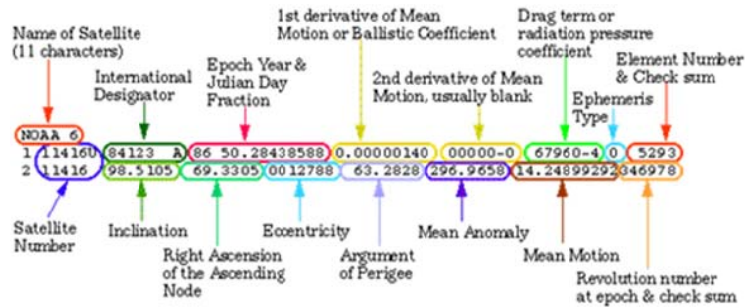 Name of Satellite
(11 characters)
International
Designator
Epoch Year &
Julian Day
Fraction
1st derivative of Mean
Motion or Ballistic Coefficient
2nd derivative of Mean
Motion, usually blank
Drag term or
radiation pressure
coefficient
Ephemeris
Type
Element Number
& Check sum
NOAA 6
1 11416U 84123 A 86 50.28438588 0.00000140 00000-0 67960-4 0 5293
2 11416 98.5105 69.3305 0012788 63.2828 296.9658 14.24899292 346978
Satellite
Number
Inclination
Right Ascension
of the Ascending
Node
Eccentricity
Argument
of Perigee
Mean Anomaly
Mean Motion
Revolution number
at epoch & check sum